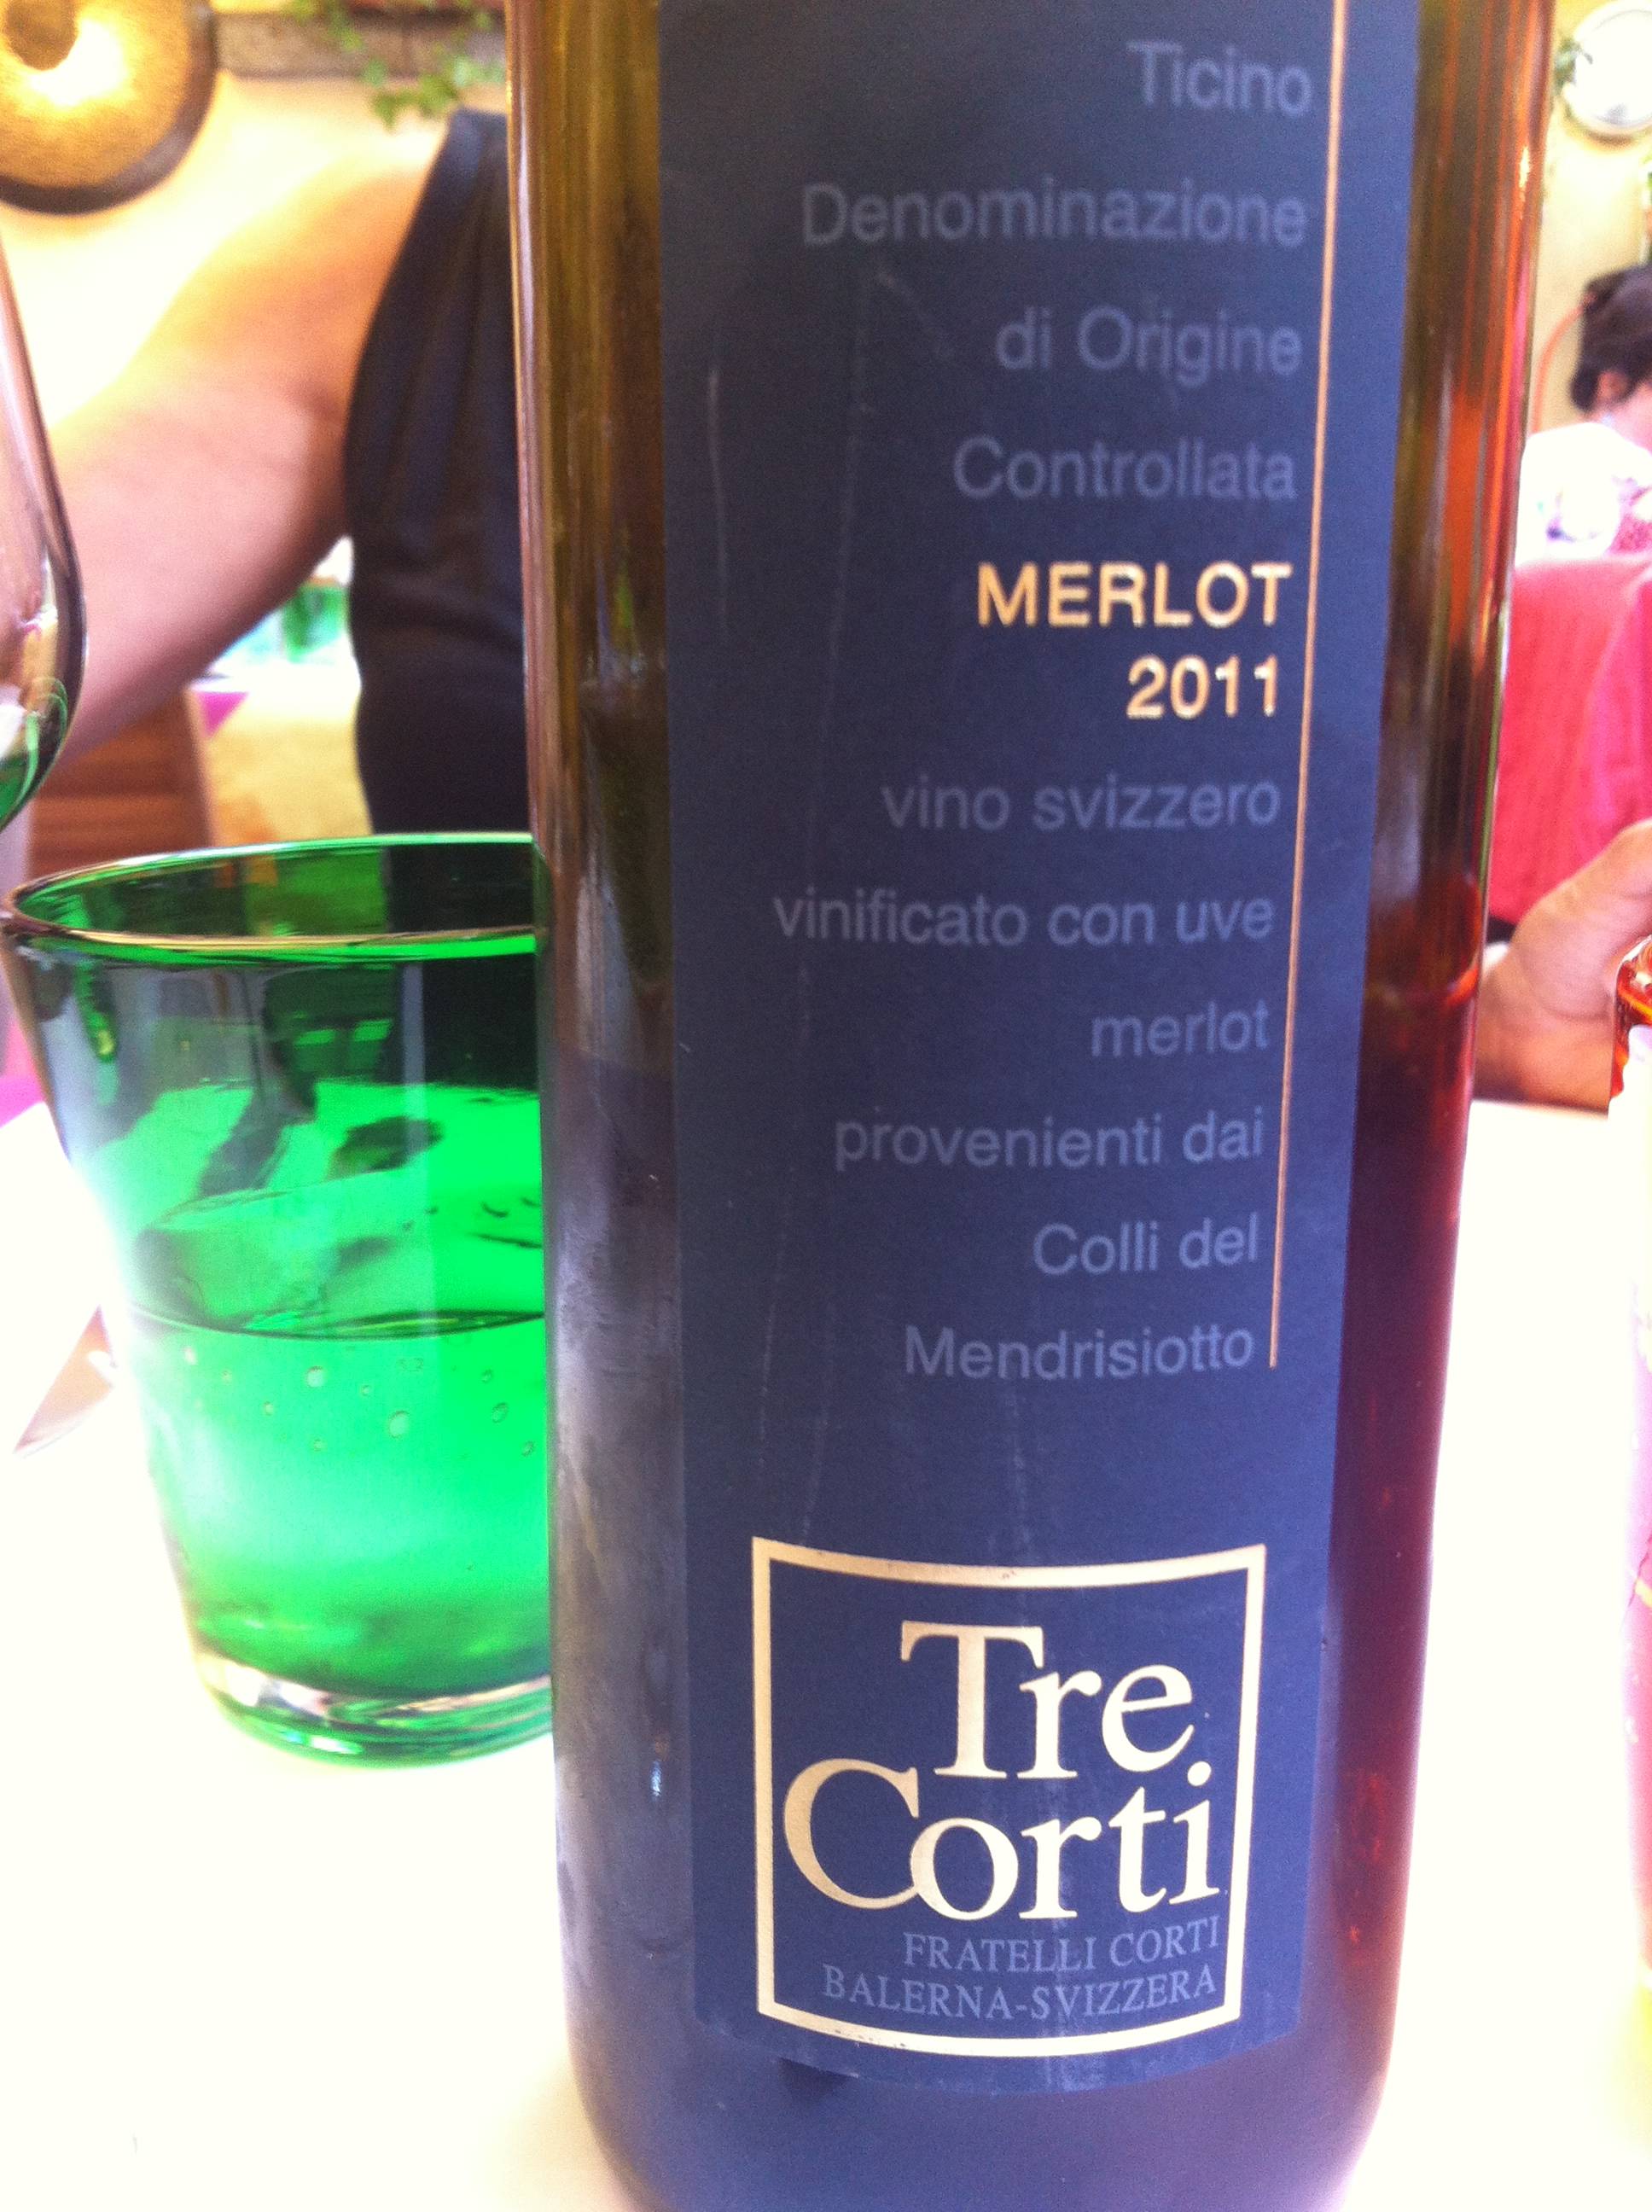 Ticino
Denominazione
di Origine
Controllata
MERLOT
2011
vino svizzero
vinificato con uve
merlot
provenienti dai
Colli del
Mendrisiotto
Tre
Corti
FRATELLI CORTI
BALERNA-SVIZZERA